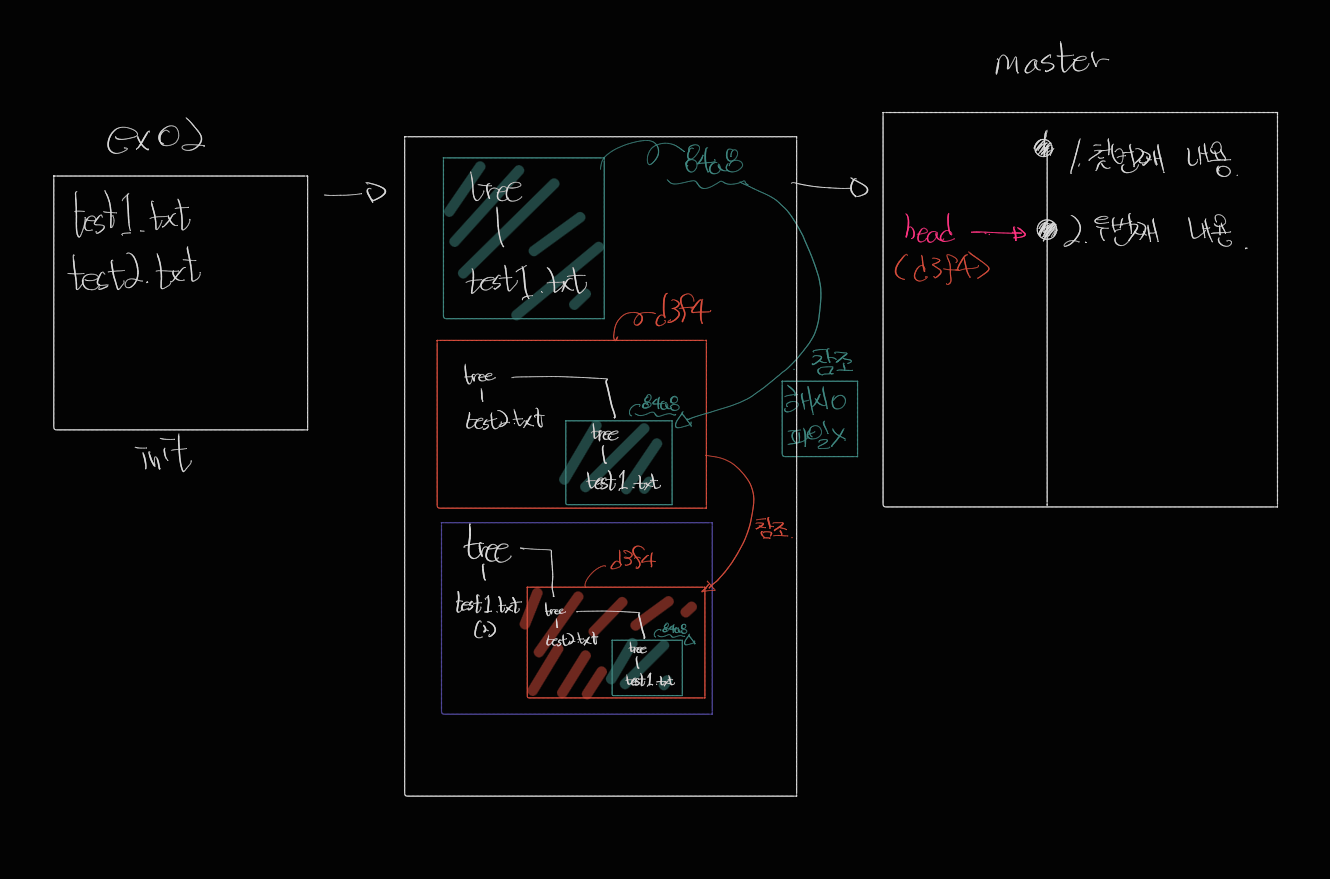 ex02
test1.txt
test2.txt
init
84a8
tree
test1.txt
d3f4
tree
test2.txt
84a8
tree
test1.txt
참조
해시O
파일X
참조.
tree
test1.txt
(2)
d3f4
tree
test2.txt
84a8
tree
test1.txt
master
1. 첫번째 내용.
head
(d3f4)
2. 두번째 내용.